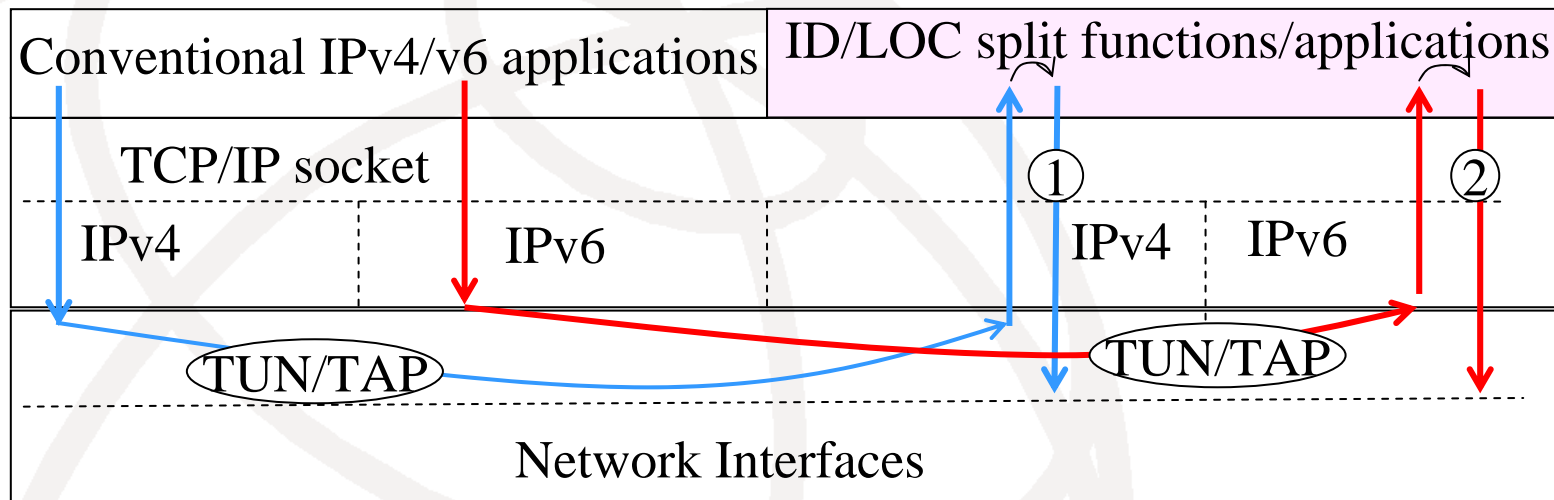 Conventional IPv4/v6 applications
ID/LOC split functions/applications
TCP/IP socket
1
2
IPv4
IPv6
IPv4
IPv6
TUN/TAP
TUN/TAP
Network Interfaces